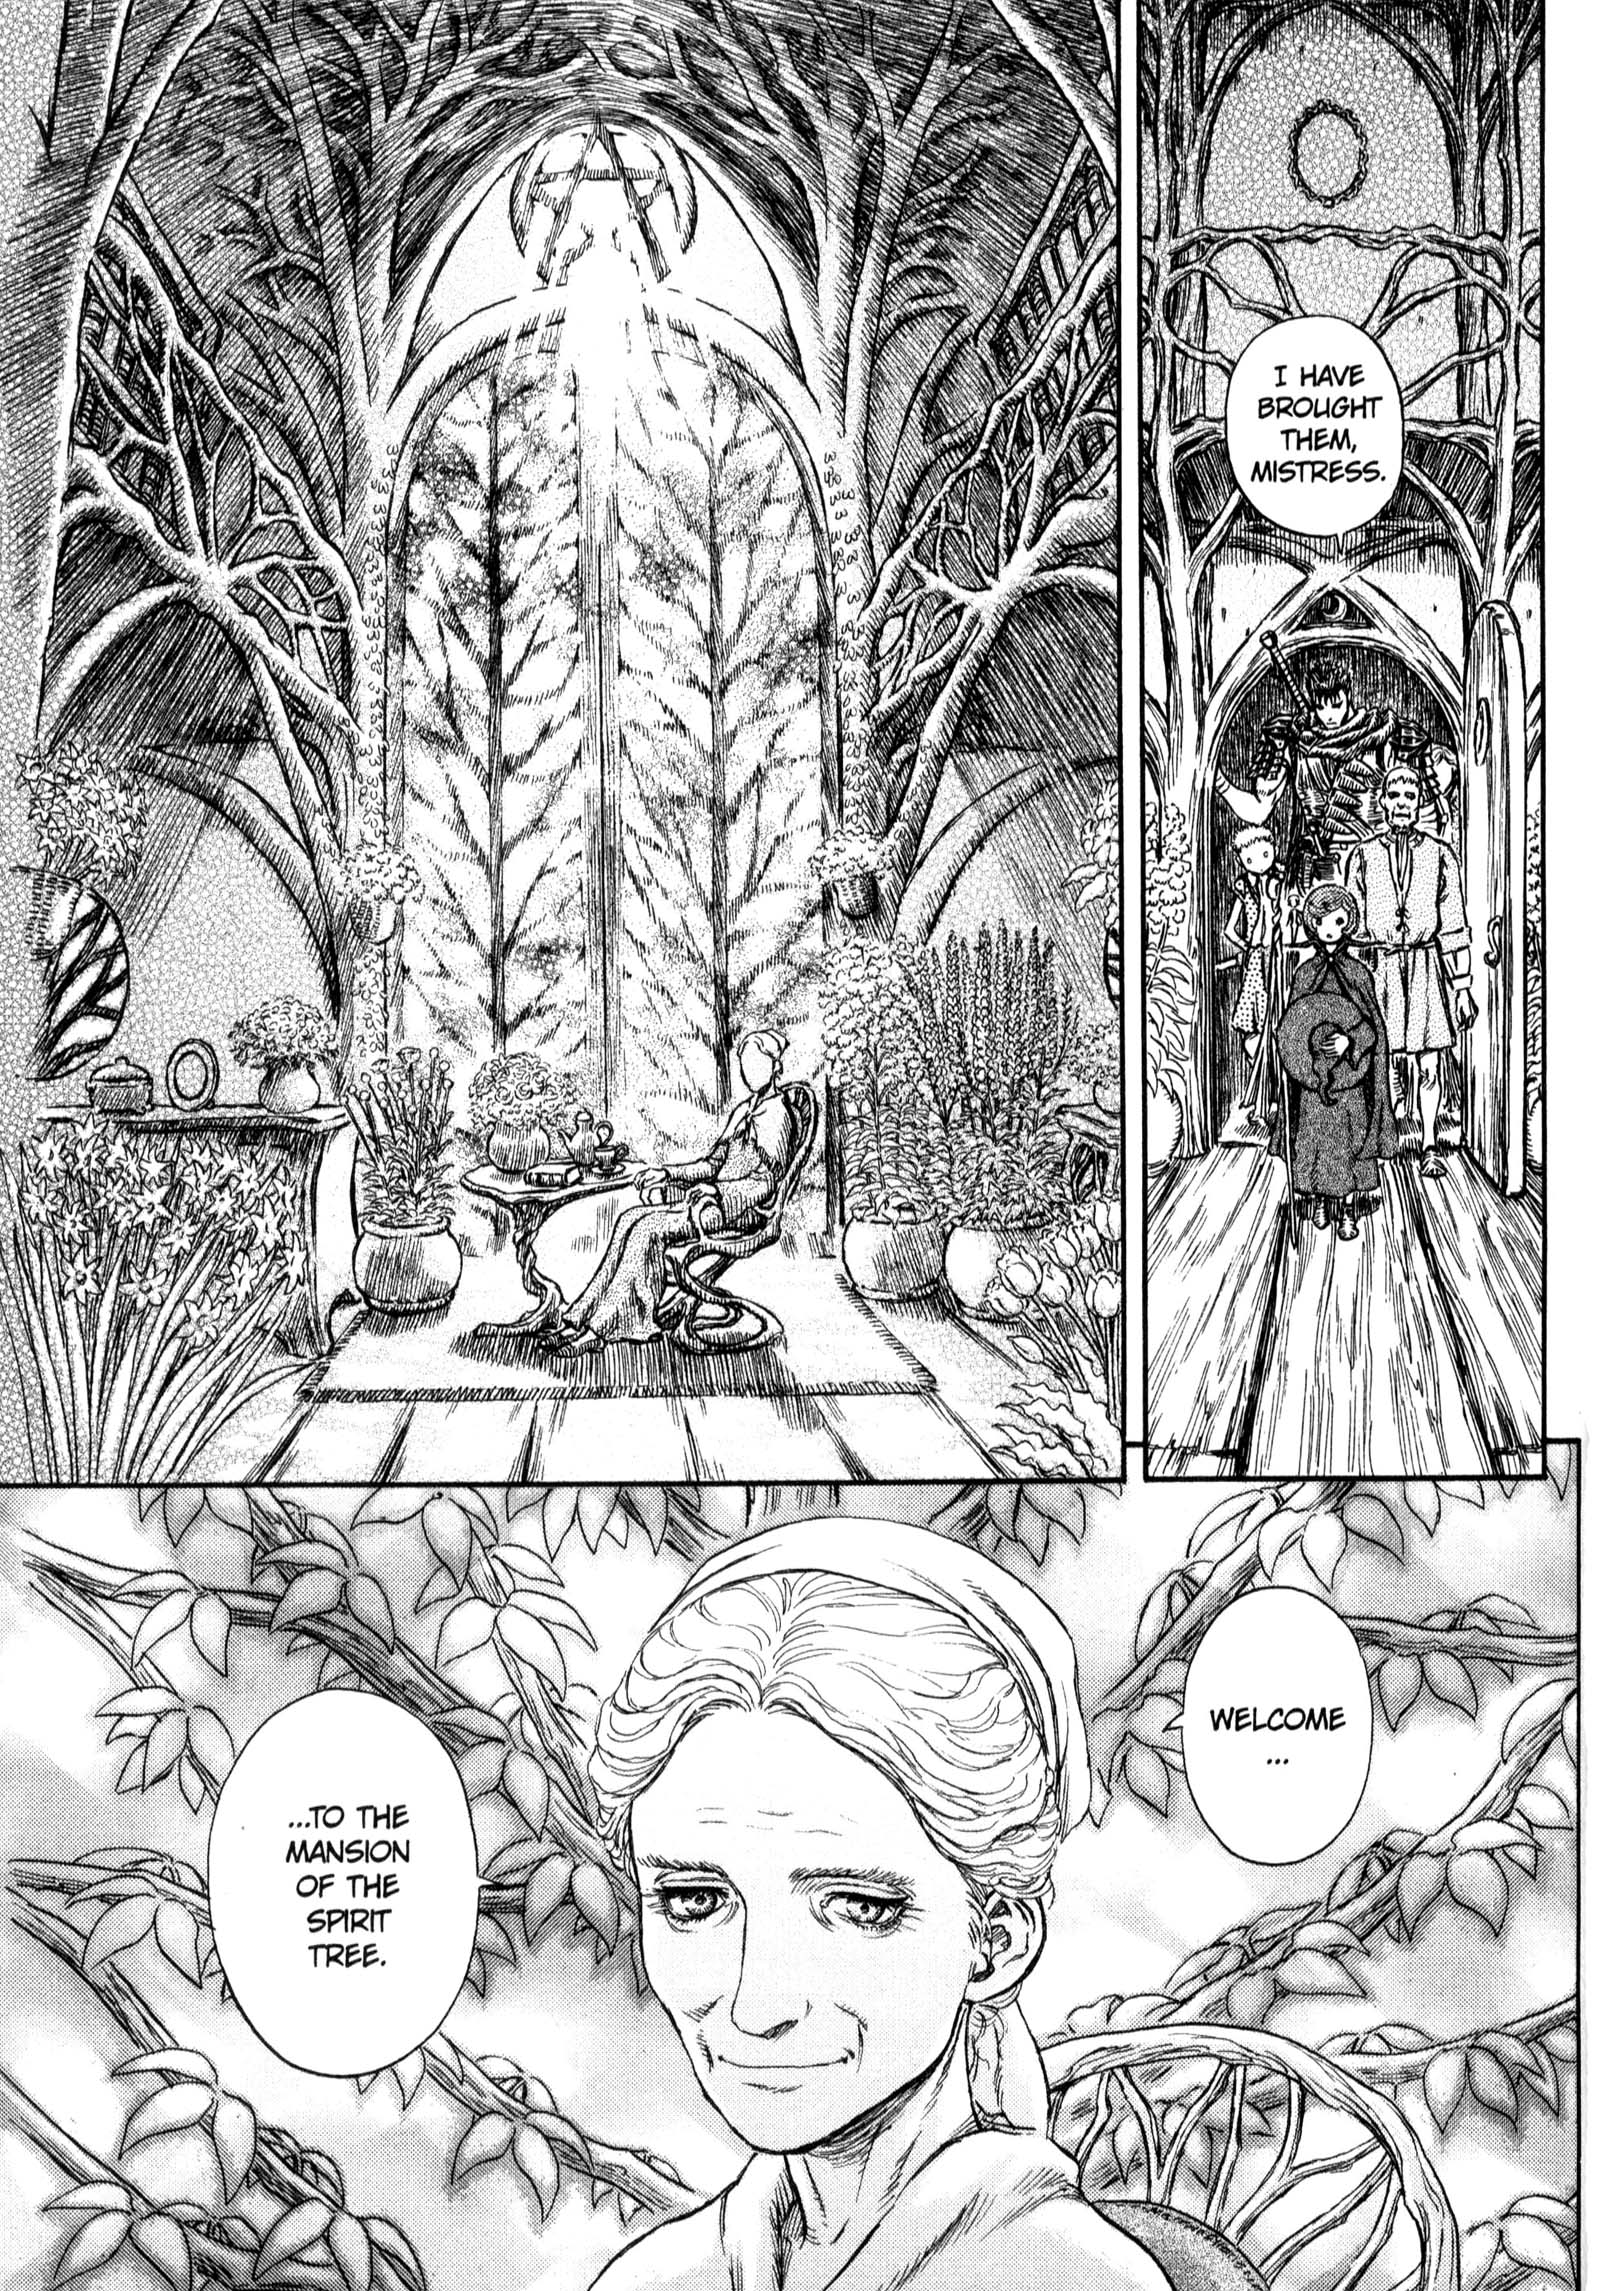 I HAVE
BROUGHT
THEM,
MISTRESS.
WELCOME
...
...TO THE
MANSION
OF THE
SPIRIT
TREE.